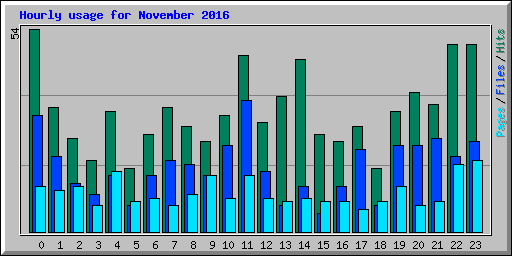 Hourly usage for November 2016
54
Pages/Files/Hits
0 1 2 3 4 5 6 7 8 9 10 11 12 13 14 15 16 17 18 19 20 21 22 23